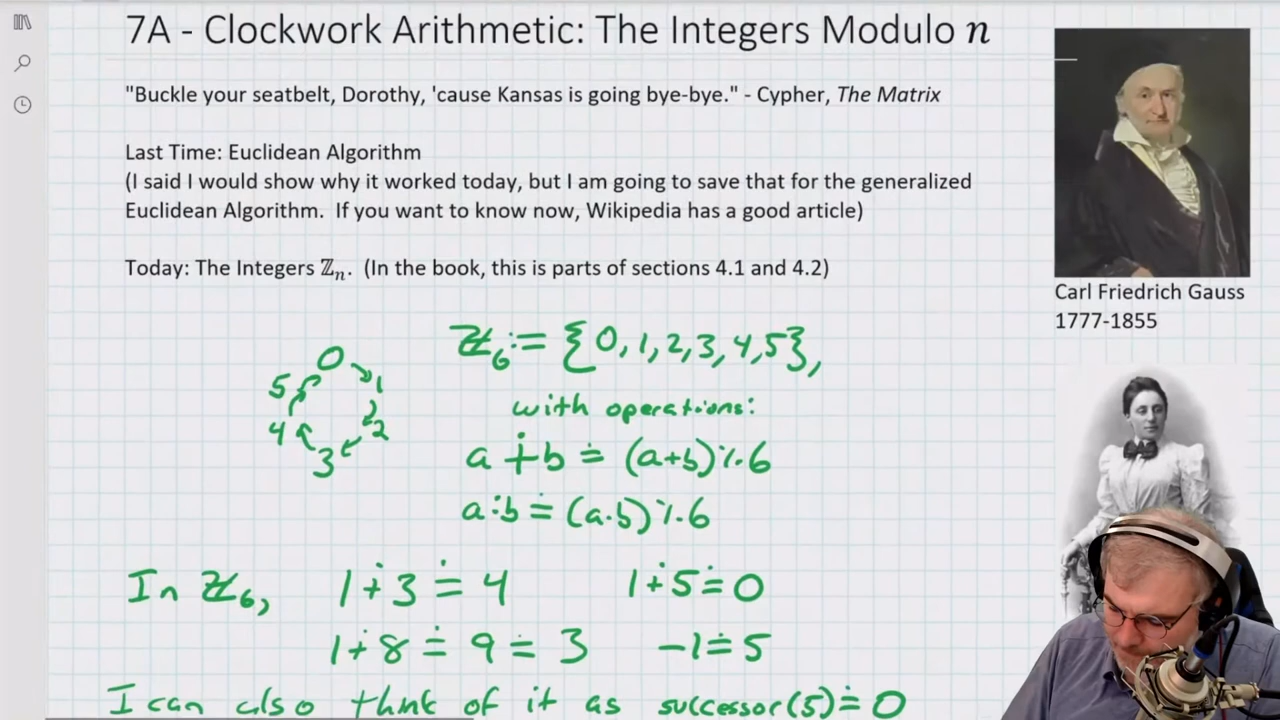 7A - Clockwork Arithmetic: The Integers Modulo n
"Buckle your seatbelt, Dorothy, 'cause Kansas is going bye-bye." - Cypher, The Matrix
Last Time: Euclidean Algorithm
(I said I would show why it worked today, but I am going to save that for the generalized
Euclidean Algorithm. If you want to know now, Wikipedia has a good article)
Today: The Integers ℤₙ. (In the book, this is parts of sections 4.1 and 4.2)
Carl Friedrich Gauss
1777-1855
0 1 2 3 4 5
ℤ₆ := {0,1,2,3,4,5},
with operations:
a ∔ b ≐ (a+b)%6
a ⋅̇ b ≐ (a·b)%6
In ℤ₆, 1 ∔ 3 ≐ 4 1 ∔ 5 ≐ 0
1 ∔ 8 ≐ 9 ≐ 3 -1 ≐ 5
I can also think of it as successor(5) ≐ 0